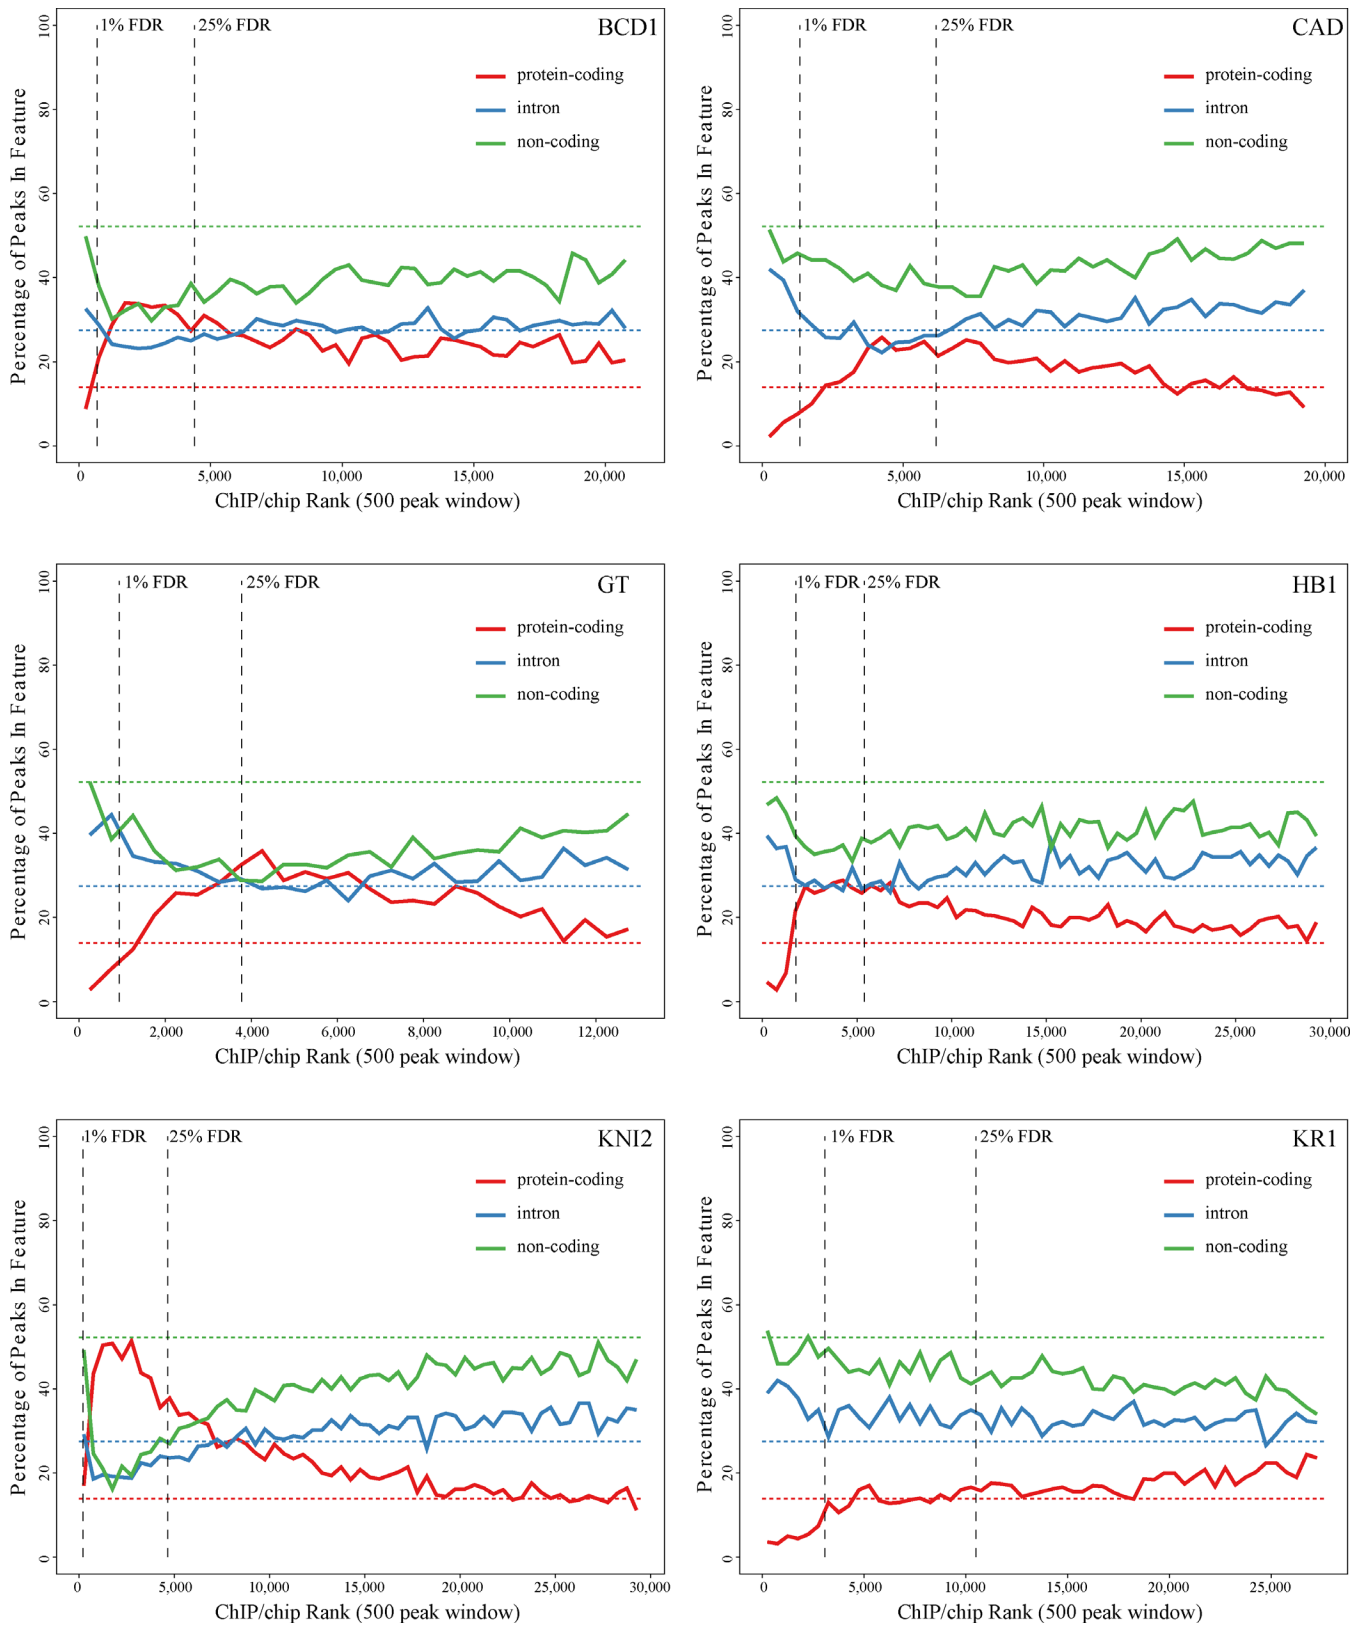 BCD1
1% FDR
25% FDR
protein-coding
intron
non-coding
Percentage of Peaks In Feature
100
80
60
40
20
0
0 5,000 10,000 15,000 20,000
ChIP/chip Rank (500 peak window)
CAD
1% FDR
25% FDR
protein-coding
intron
non-coding
Percentage of Peaks In Feature
100
80
60
40
20
0
0 5,000 10,000 15,000 20,000
ChIP/chip Rank (500 peak window)
GT
1% FDR
25% FDR
protein-coding
intron
non-coding
Percentage of Peaks In Feature
100
80
60
40
20
0
0 2,000 4,000 6,000 8,000 10,000 12,000
ChIP/chip Rank (500 peak window)
HB1
1% FDR
25% FDR
protein-coding
intron
non-coding
Percentage of Peaks In Feature
100
80
60
40
20
0
0 5,000 10,000 15,000 20,000 25,000 30,000
ChIP/chip Rank (500 peak window)
KNI2
1% FDR
25% FDR
protein-coding
intron
non-coding
Percentage of Peaks In Feature
100
80
60
40
20
0
0 5,000 10,000 15,000 20,000 25,000 30,000
ChIP/chip Rank (500 peak window)
KR1
1% FDR
25% FDR
protein-coding
intron
non-coding
Percentage of Peaks In Feature
100
80
60
40
20
0
0 5,000 10,000 15,000 20,000 25,000
ChIP/chip Rank (500 peak window)